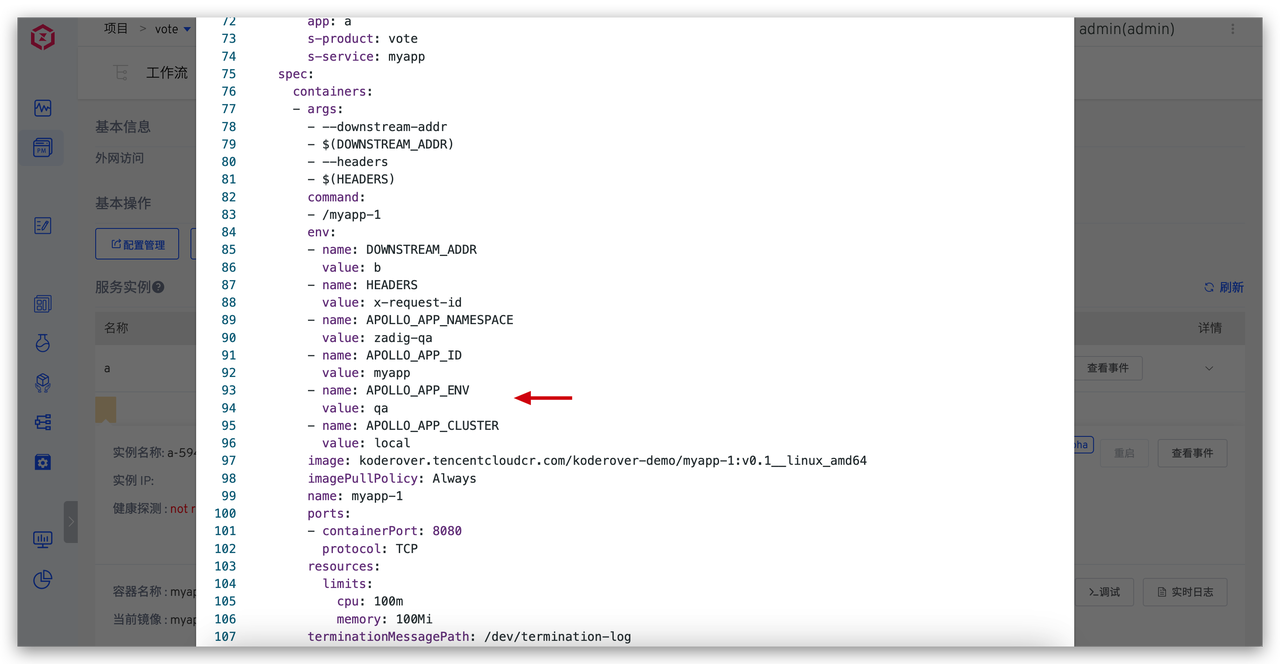 项目 > vote
admin(admin)
工作流
基本信息
外网访问
基本操作
配置管理
服务实例
刷新
名称
详情
a
查看事件
实例名称: a-594
pha
重启
查看事件
实例 IP:
健康探测 : not r
容器名称 : myap
调试
实时日志
当前镜像 : myap
72 app: a
73 s-product: vote
74 s-service: myapp
75 spec:
76 containers:
77 - args:
78 - --downstream-addr
79 - $(DOWNSTREAM_ADDR)
80 - --headers
81 - $(HEADERS)
82 command:
83 - /myapp-1
84 env:
85 - name: DOWNSTREAM_ADDR
86 value: b
87 - name: HEADERS
88 value: x-request-id
89 - name: APOLLO_APP_NAMESPACE
90 value: zadig-qa
91 - name: APOLLO_APP_ID
92 value: myapp
93 - name: APOLLO_APP_ENV
94 value: qa
95 - name: APOLLO_APP_CLUSTER
96 value: local
97 image: koderover.tencentcloudcr.com/koderover-demo/myapp-1:v0.1__linux_amd64
98 imagePullPolicy: Always
99 name: myapp-1
100 ports:
101 - containerPort: 8080
102 protocol: TCP
103 resources:
104 limits:
105 cpu: 100m
106 memory: 100Mi
107 terminationMessagePath: /dev/termination-log